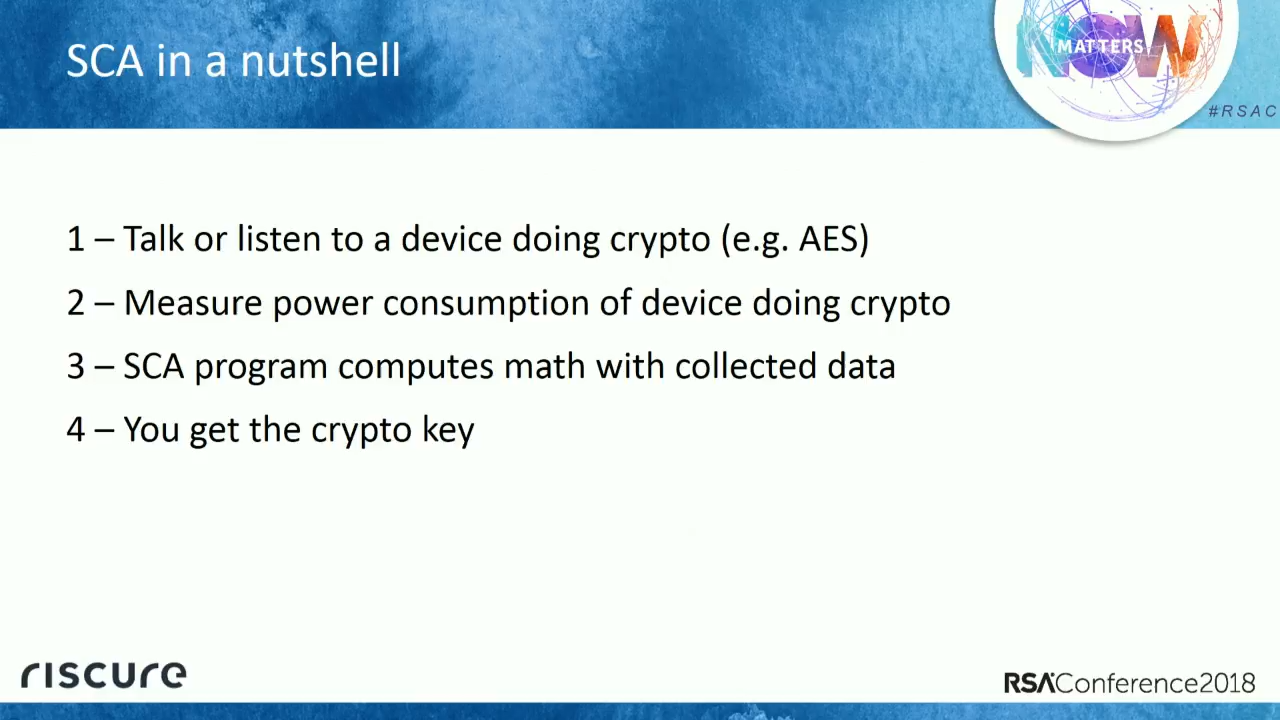 SCA in a nutshell
NOW
MATTERS
#RSAC
1 – Talk or listen to a device doing crypto (e.g. AES)
2 – Measure power consumption of device doing crypto
3 – SCA program computes math with collected data
4 – You get the crypto key
riscure
RSAConference2018